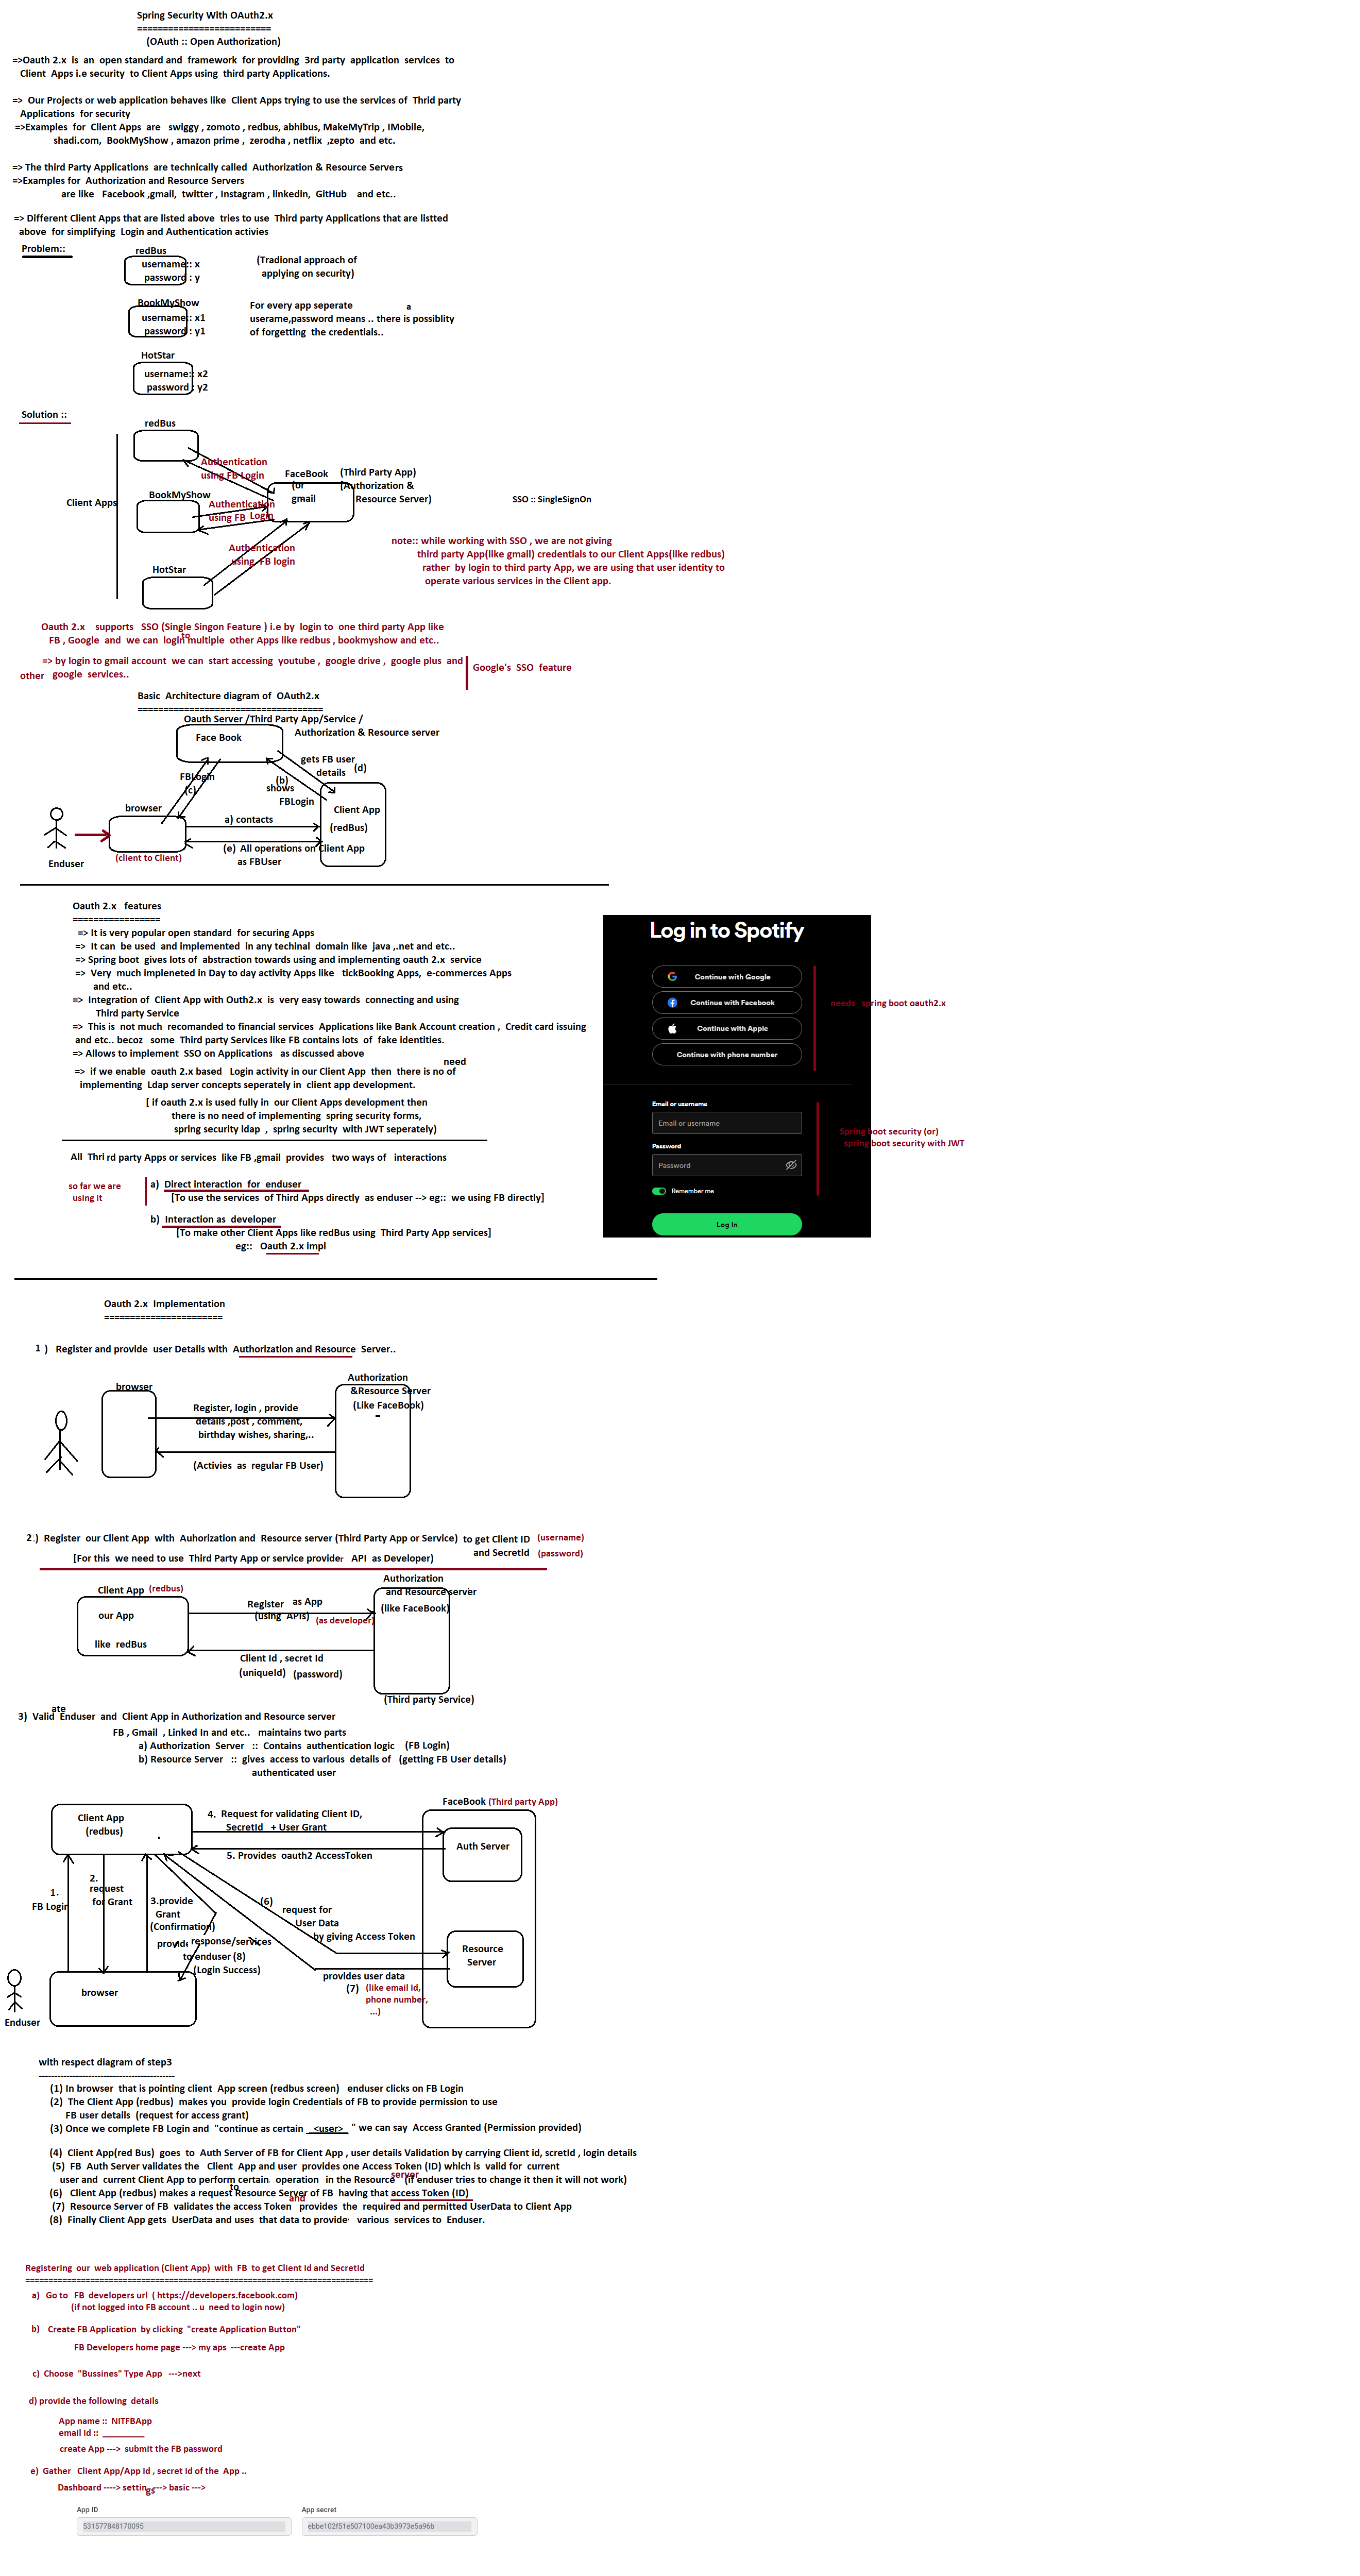 Spring Security With OAuth2.x
==========================
(OAuth :: Open Authorization)
=>Oauth 2.x is an open standard and framework for providing 3rd party application services to
Client Apps i.e security to Client Apps using third party Applications.
=> Our Projects or web application behaves like Client Apps trying to use the services of Thrid party
Applications for security
=>Examples for Client Apps are swiggy , zomoto , redbus, abhibus, MakeMyTrip , IMobile,
shadi.com, BookMyShow , amazon prime , zerodha , netflix ,zepto and etc.
=> The third Party Applications are technically called Authorization & Resource Servers
=>Examples for Authorization and Resource Servers
are like Facebook ,gmail, twitter , Instagram , linkedin, GitHub and etc..
=> Different Client Apps that are listed above tries to use Third party Applications that are listted
above for simplifying Login and Authentication activies
Problem::
redBus
username:: x
password : y
(Tradional approach of
applying on security)
BookMyShow
username:: x1
password : y1
For every app seperate
a
userame,password means .. there is possiblity
of forgetting the credentials..
HotStar
username:: x2
password : y2
Solution ::
redBus
Authentication
using FB Login
FaceBook
(or
gmail
(Third Party App)
[Authorization &
Resource Server)
SSO :: SingleSignOn
Client Apps
BookMyShow
Authentication
using FB Login
Authentication
using FB login
HotStar
note:: while working with SSO , we are not giving
third party App(like gmail) credentials to our Client Apps(like redbus)
rather by login to third party App, we are using that user identity to
operate various services in the Client app.
Oauth 2.x supports SSO (Single Singon Feature ) i.e by login to one third party App like
to
FB , Google and we can login multiple other Apps like redbus , bookmyshow and etc..
=> by login to gmail account we can start accessing youtube , google drive , google plus and
other google services..
Google's SSO feature
Basic Architecture diagram of OAuth2.x
====================================
Oauth Server /Third Party App/Service /
Authorization & Resource server
Face Book
gets FB user
details (d)
FBLogin
(c)
(b)
shows
FBLogin
browser
Client App
(redBus)
a) contacts
(e) All operations on Client App
as FBUser
(client to Client)
Enduser
Oauth 2.x features
=================
=> It is very popular open standard for securing Apps
=> It can be used and implemented in any techinal domain like java ,.net and etc..
=> Spring boot gives lots of abstraction towards using and implementing oauth 2.x service
=> Very much impleneted in Day to day activity Apps like tickBooking Apps, e-commerces Apps
and etc..
=> Integration of Client App with Outh2.x is very easy towards connecting and using
Third party Service
=> This is not much recomanded to financial services Applications like Bank Account creation , Credit card issuing
and etc.. becoz some Third party Services like FB contains lots of fake identities.
=> Allows to implement SSO on Applications as discussed above
need
=> if we enable oauth 2.x based Login activity in our Client App then there is no of
implementing Ldap server concepts seperately in client app development.
[ if oauth 2.x is used fully in our Client Apps development then
there is no need of implementing spring security forms,
spring security ldap , spring security with JWT seperately)
Log in to Spotify
Continue with Google
Continue with Facebook
Continue with Apple
Continue with phone number
needs spring boot oauth2.x
Email or username
Email or username
Password
Password
Remember me
Log In
Spring boot security (or)
spring boot security with JWT
All Thri rd party Apps or services like FB ,gmail provides two ways of interactions
so far we are
using it
a) Direct interaction for enduser
[To use the services of Third Apps directly as enduser --> eg:: we using FB directly]
b) Interaction as developer
[To make other Client Apps like redBus using Third Party App services]
eg:: Oauth 2.x impl
Oauth 2.x Implementation
=======================
1 ) Register and provide user Details with Authorization and Resource Server..
browser
Authorization
&Resource Server
(Like FaceBook)
Register, login , provide
details ,post , comment,
birthday wishes, sharing,..
(Activies as regular FB User)
2.) Register our Client App with Auhorization and Resource server (Third Party App or Service) to get Client ID (username)
and SecretId (password)
[For this we need to use Third Party App or service provider API as Developer)
Client App (redbus)
our App
like redBus
Authorization
and Resource server
(like FaceBook)
Register as App
(using APIs) (as developer)
Client Id , secret Id
(uniqueId) (password)
(Third party Service)
ate
3) Valid Enduser and Client App in Authorization and Resource server
FB , Gmail , Linked In and etc.. maintains two parts
a) Authorization Server :: Contains authentication logic (FB Login)
b) Resource Server :: gives access to various details of (getting FB User details)
authenticated user
FaceBook (Third party App)
Client App
(redbus)
4. Request for validating Client ID,
SecretId + User Grant
Auth Server
5. Provides oauth2 AccessToken
1.
FB Login
2.
request
for Grant
3.provide
Grant
(Confirmation)
(6)
request for
User Data
by giving Access Token
provide response/services
to enduser (8)
(Login Success)
Resource
Server
provides user data
(7) (like email Id,
phone number,
...)
browser
Enduser
with respect diagram of step3
--------------------------------------------
(1) In browser that is pointing client App screen (redbus screen) enduser clicks on FB Login
(2) The Client App (redbus) makes you provide login Credentials of FB to provide permission to use
FB user details (request for access grant)
(3) Once we complete FB Login and "continue as certain <user> " we can say Access Granted (Permission provided)
(4) Client App(red Bus) goes to Auth Server of FB for Client App , user details Validation by carrying Client id, scretId , login details
(5) FB Auth Server validates the Client App and user provides one Access Token (ID) which is valid for current
server
user and current Client App to perform certain operation in the Resource (if enduser tries to change it then it will not work)
to
(6) Client App (redbus) makes a request Resource Server of FB having that access Token (ID)
and
(7) Resource Server of FB validates the access Token provides the required and permitted UserData to Client App
(8) Finally Client App gets UserData and uses that data to provide various services to Enduser.
Registering our web application (Client App) with FB to get Client Id and SecretId
===========================================================================
a) Go to FB developers url ( https://developers.facebook.com)
(if not logged into FB account .. u need to login now)
b) Create FB Application by clicking "create Application Button"
FB Developers home page ---> my aps ---create App
c) Choose "Bussines" Type App --->next
d) provide the following details
App name :: NITFBApp
email Id :: _________
create App ---> submit the FB password
e) Gather Client App/App Id , secret Id of the App ..
Dashboard ----> settings---> basic --->
App ID
App secret
531577848170095
ebbe102f51e507100ea43b3973e5a96b